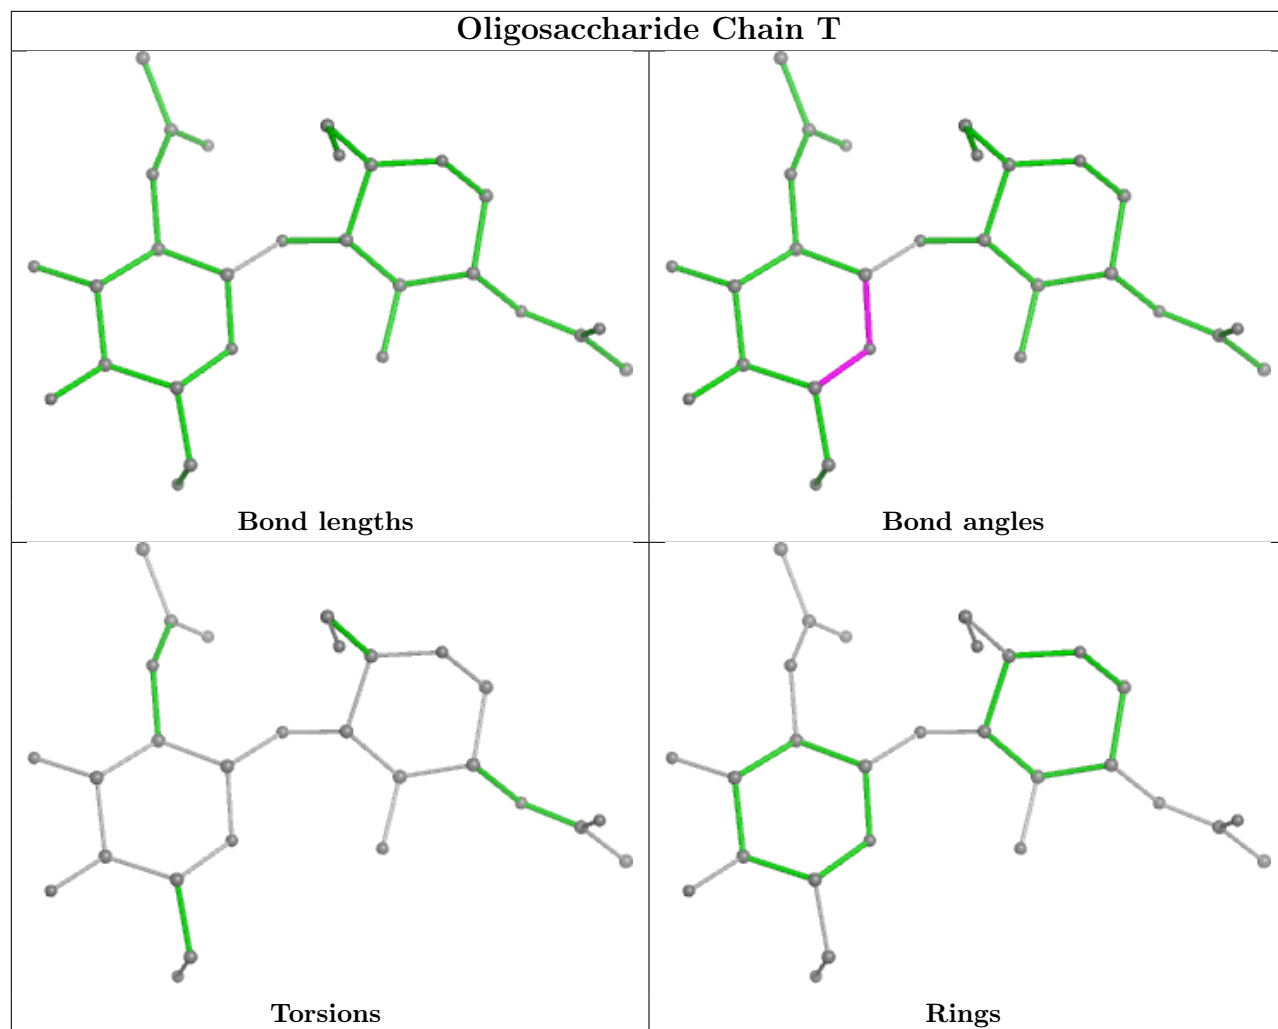 Oligosaccharide Chain T
Bond lengths
Bond angles
Torsions
Rings